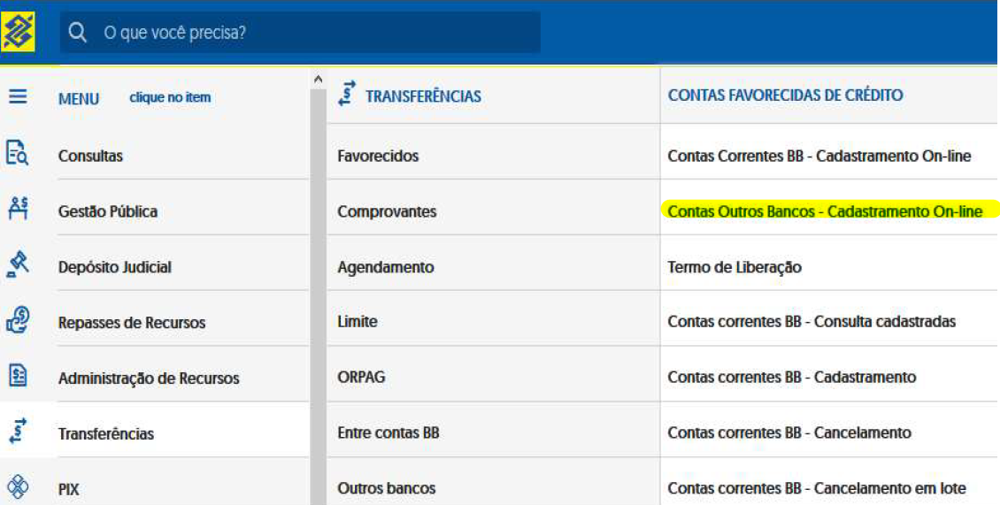 O que você precisa?
MENU clique no item
Consultas
Gestão Pública
Depósito Judicial
Repasses de Recursos
Administração de Recursos
Transferências
PIX
TRANSFERÊNCIAS
Favorecidos
Comprovantes
Agendamento
Limite
ORPAG
Entre contas BB
Outros bancos
CONTAS FAVORECIDAS DE CRÉDITO
Contas Correntes BB - Cadastramento On-line
Contas Outros Bancos - Cadastramento On-line
Termo de Liberação
Contas correntes BB - Consulta cadastradas
Contas correntes BB - Cadastramento
Contas correntes BB - Cancelamento
Contas correntes BB - Cancelamento em lote